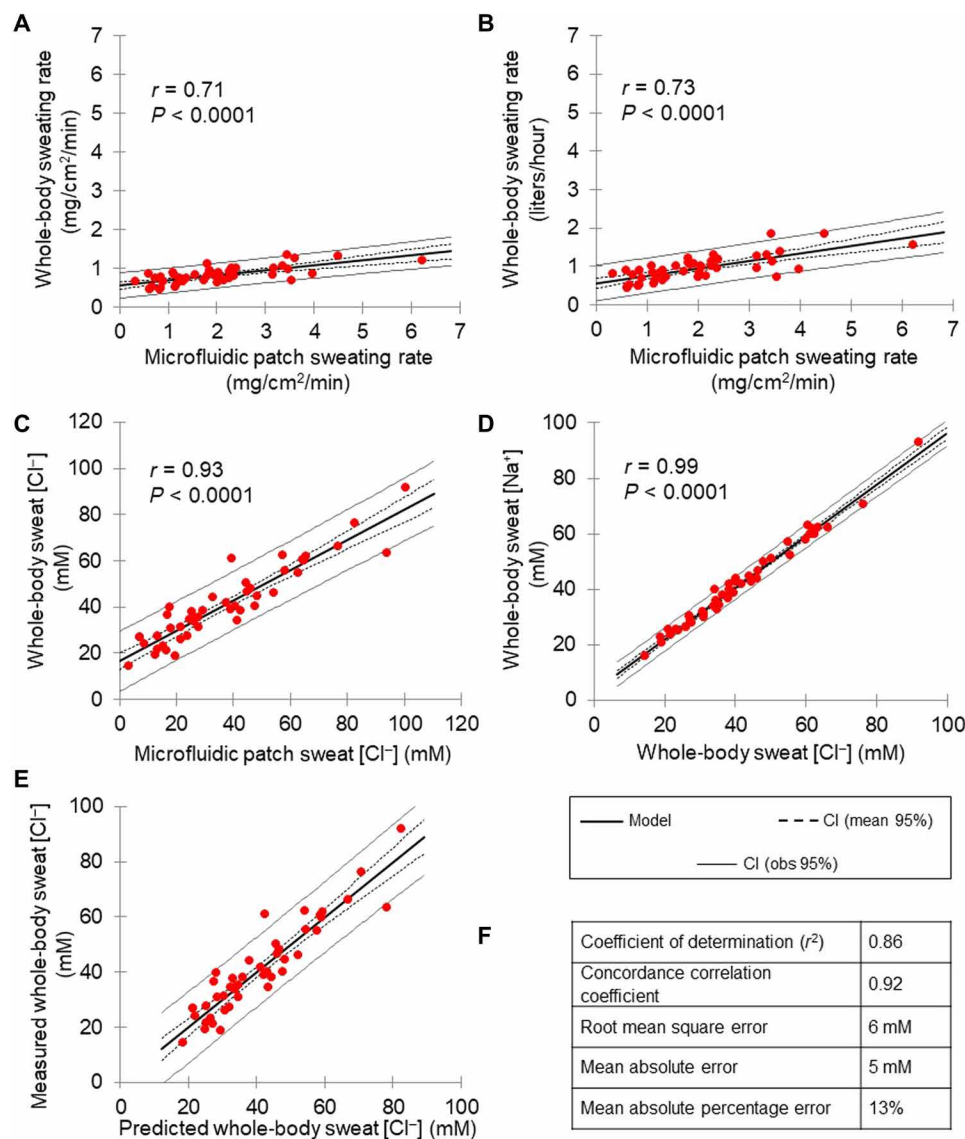 A
7
6
5
4
3
2
1
0
r = 0.71
P < 0.0001
Whole-body sweating rate
(mg/cm²/min)
0 1 2 3 4 5 6 7
Microfluidic patch sweating rate
(mg/cm²/min)
B
7
6
5
4
3
2
1
0
r = 0.73
P < 0.0001
Whole-body sweating rate
(liters/hour)
0 1 2 3 4 5 6 7
Microfluidic patch sweating rate
(mg/cm²/min)
C
120
100
80
60
40
20
0
r = 0.93
P < 0.0001
Whole-body sweat [Cl⁻]
(mM)
0 20 40 60 80 100 120
Microfluidic patch sweat [Cl⁻] (mM)
D
100
80
60
40
20
0
r = 0.99
P < 0.0001
Whole-body sweat [Na⁺]
(mM)
0 20 40 60 80 100
Whole-body sweat [Cl⁻] (mM)
E
100
80
60
40
20
0
Measured whole-body sweat [Cl⁻]
(mM)
0 20 40 60 80 100
Predicted whole-body sweat [Cl⁻] (mM)
Model CI (mean 95%)
CI (obs 95%)
F
Coefficient of determination (r²) 0.86
Concordance correlation
coefficient 0.92
Root mean square error 6 mM
Mean absolute error 5 mM
Mean absolute percentage error 13%